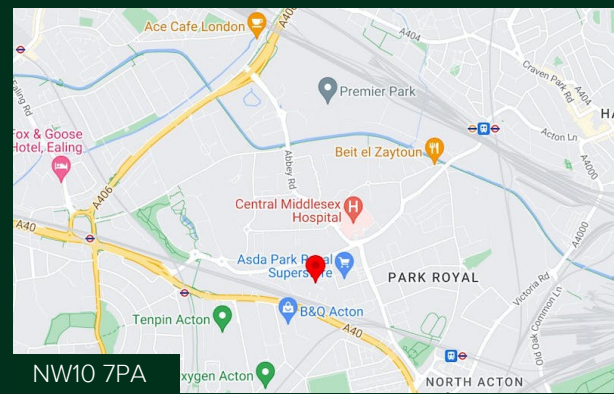 Ace Cafe London
A406
A404
Premier Park
Craven Park Rd
A404
Ealing Rd
HA
Acton Ln
Fox & Goose
Hotel, Ealing
Abbey Rd
Beit el Zaytoun
A4000
A406
Central Middlesex
Hospital
H
A40
Asda Park Royal
Superstore
PARK ROYAL
Victoria Rd
B&Q Acton
Tenpin Acton
A40
Old Oak Common Ln
Oxygen Acton
NORTH ACTON
NW10 7PA